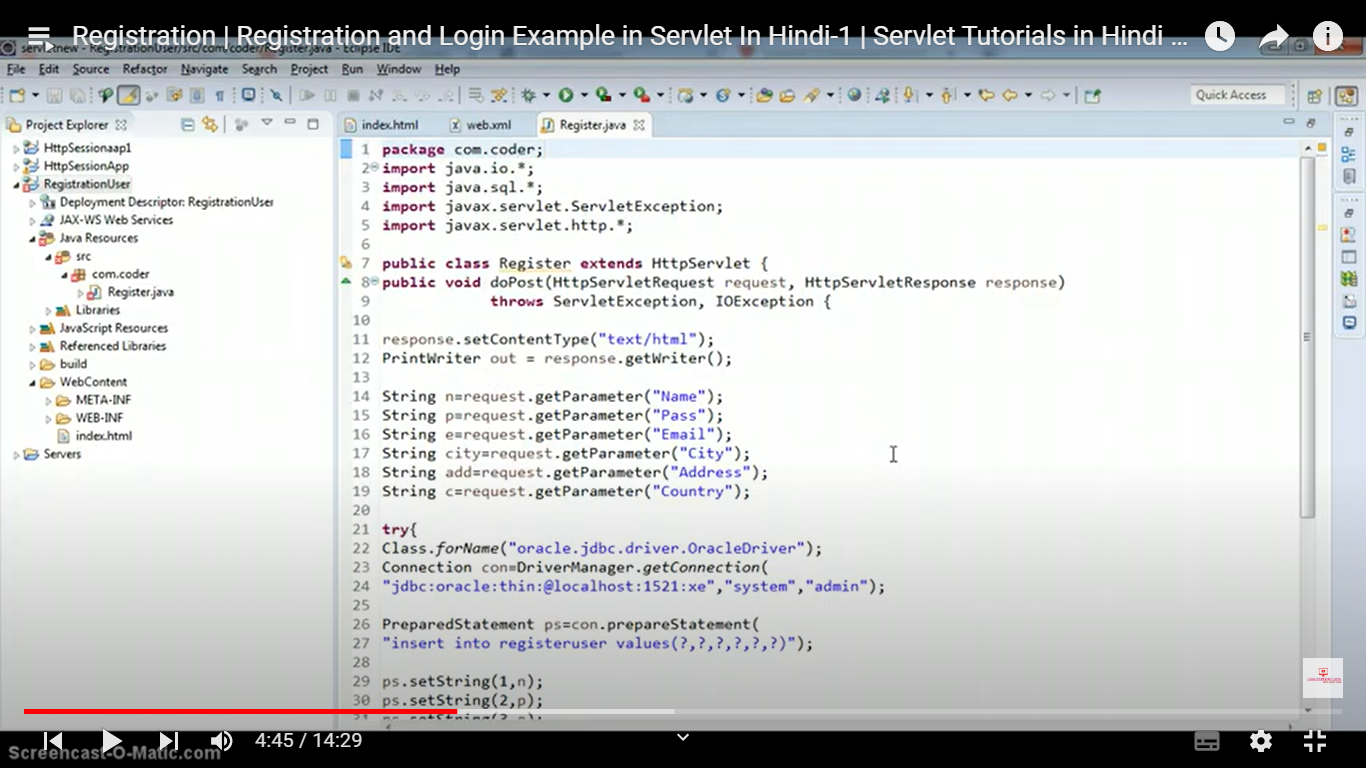 Registration | Registration and Login Example in Servlet In Hindi-1 | Servlet Tutorials in Hindi ...
servletnew - RegistrationUser/src/com/coder/Register.java - Eclipse IDE
File Edit Source Refactor Navigate Search Project Run Window Help
Quick Access
Project Explorer
index.html web.xml Register.java
HttpSessionaap1
HttpSessionApp
RegistrationUser
Deployment Descriptor: RegistrationUser
JAX-WS Web Services
Java Resources
src
com.coder
Register.java
Libraries
JavaScript Resources
Referenced Libraries
build
WebContent
META-INF
WEB-INF
index.html
Servers
1 package com.coder;
2 import java.io.*;
3 import java.sql.*;
4 import javax.servlet.ServletException;
5 import javax.servlet.http.*;
6
7 public class Register extends HttpServlet {
8 public void doPost(HttpServletRequest request, HttpServletResponse response)
9 throws ServletException, IOException {
10
11 response.setContentType("text/html");
12 PrintWriter out = response.getWriter();
13
14 String n=request.getParameter("Name");
15 String p=request.getParameter("Pass");
16 String e=request.getParameter("Email");
17 String city=request.getParameter("City");
18 String add=request.getParameter("Address");
19 String c=request.getParameter("Country");
20
21 try{
22 Class.forName("oracle.jdbc.driver.OracleDriver");
23 Connection con=DriverManager.getConnection(
24 "jdbc:oracle:thin:@localhost:1521:xe","system","admin");
25
26 PreparedStatement ps=con.prepareStatement(
27 "insert into registeruser values(?,?,?,?,?,?)");
28
29 ps.setString(1,n);
30 ps.setString(2,p);
4:45 / 14:29
Screencast-O-Matic.com